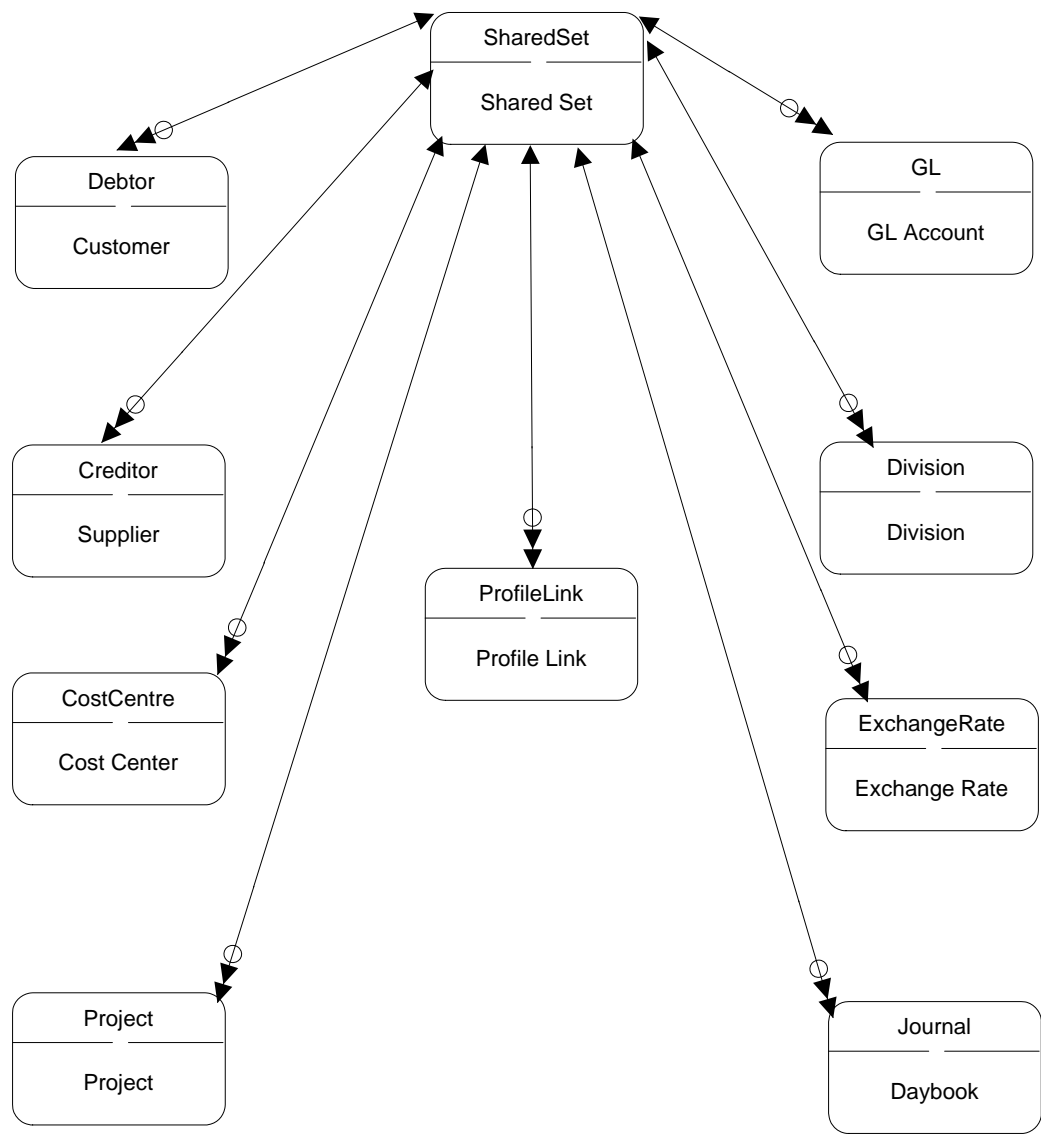 SharedSet
Shared Set
Debtor
Customer
GL
GL Account
Creditor
Supplier
Division
Division
ProfileLink
Profile Link
CostCentre
Cost Center
ExchangeRate
Exchange Rate
Project
Project
Journal
Daybook